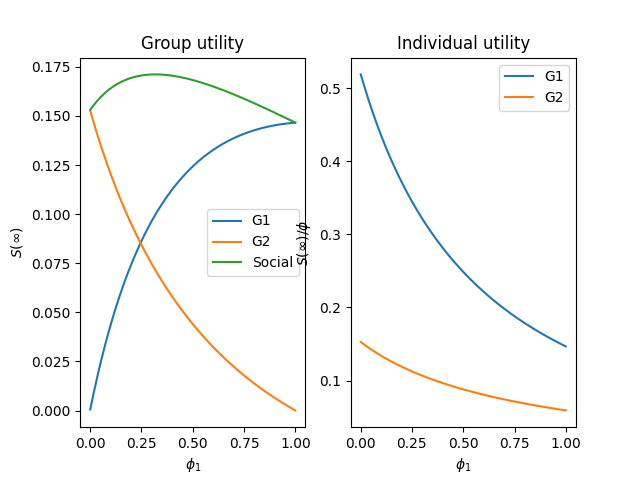 Group utility
S(∞)
0.175
0.150
0.125
0.100
0.075
0.050
0.025
0.000
G1
G2
Social
0.00 0.25 0.50 0.75 1.00
ϕ1
Individual utility
S(∞)/ϕ
0.5
0.4
0.3
0.2
0.1
G1
G2
0.00 0.25 0.50 0.75 1.00
ϕ1